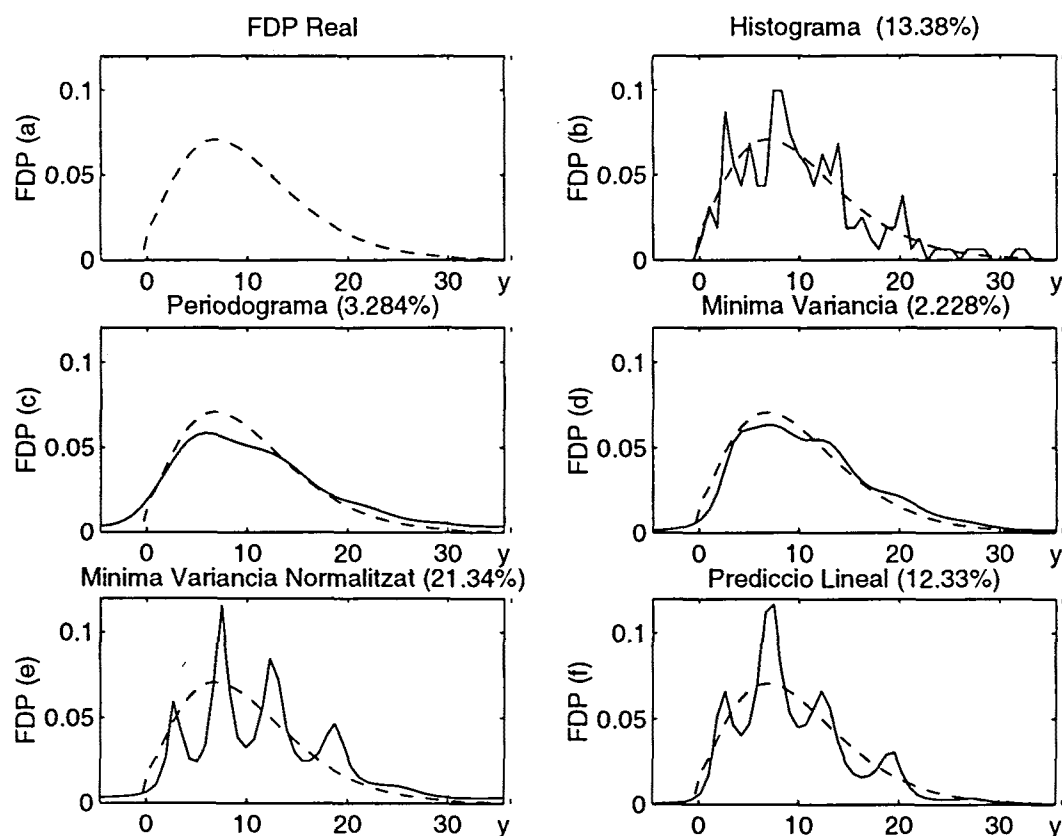 FDP Real
FDP (a)
0.1
0.05
0
0 10 20 30 y
Histograma (13.38%)
FDP (b)
0.1
0.05
0
0 10 20 30 y
Periodograma (3.284%)
FDP (c)
0.1
0.05
0
0 10 20 30 y
Minima Variancia (2.228%)
FDP (d)
0.1
0.05
0
0 10 20 30 y
Minima Variancia Normalitzat (21.34%)
FDP (e)
0.1
0.05
0
0 10 20 30 y
Prediccio Lineal (12.33%)
FDP (f)
0.1
0.05
0
0 10 20 30 y